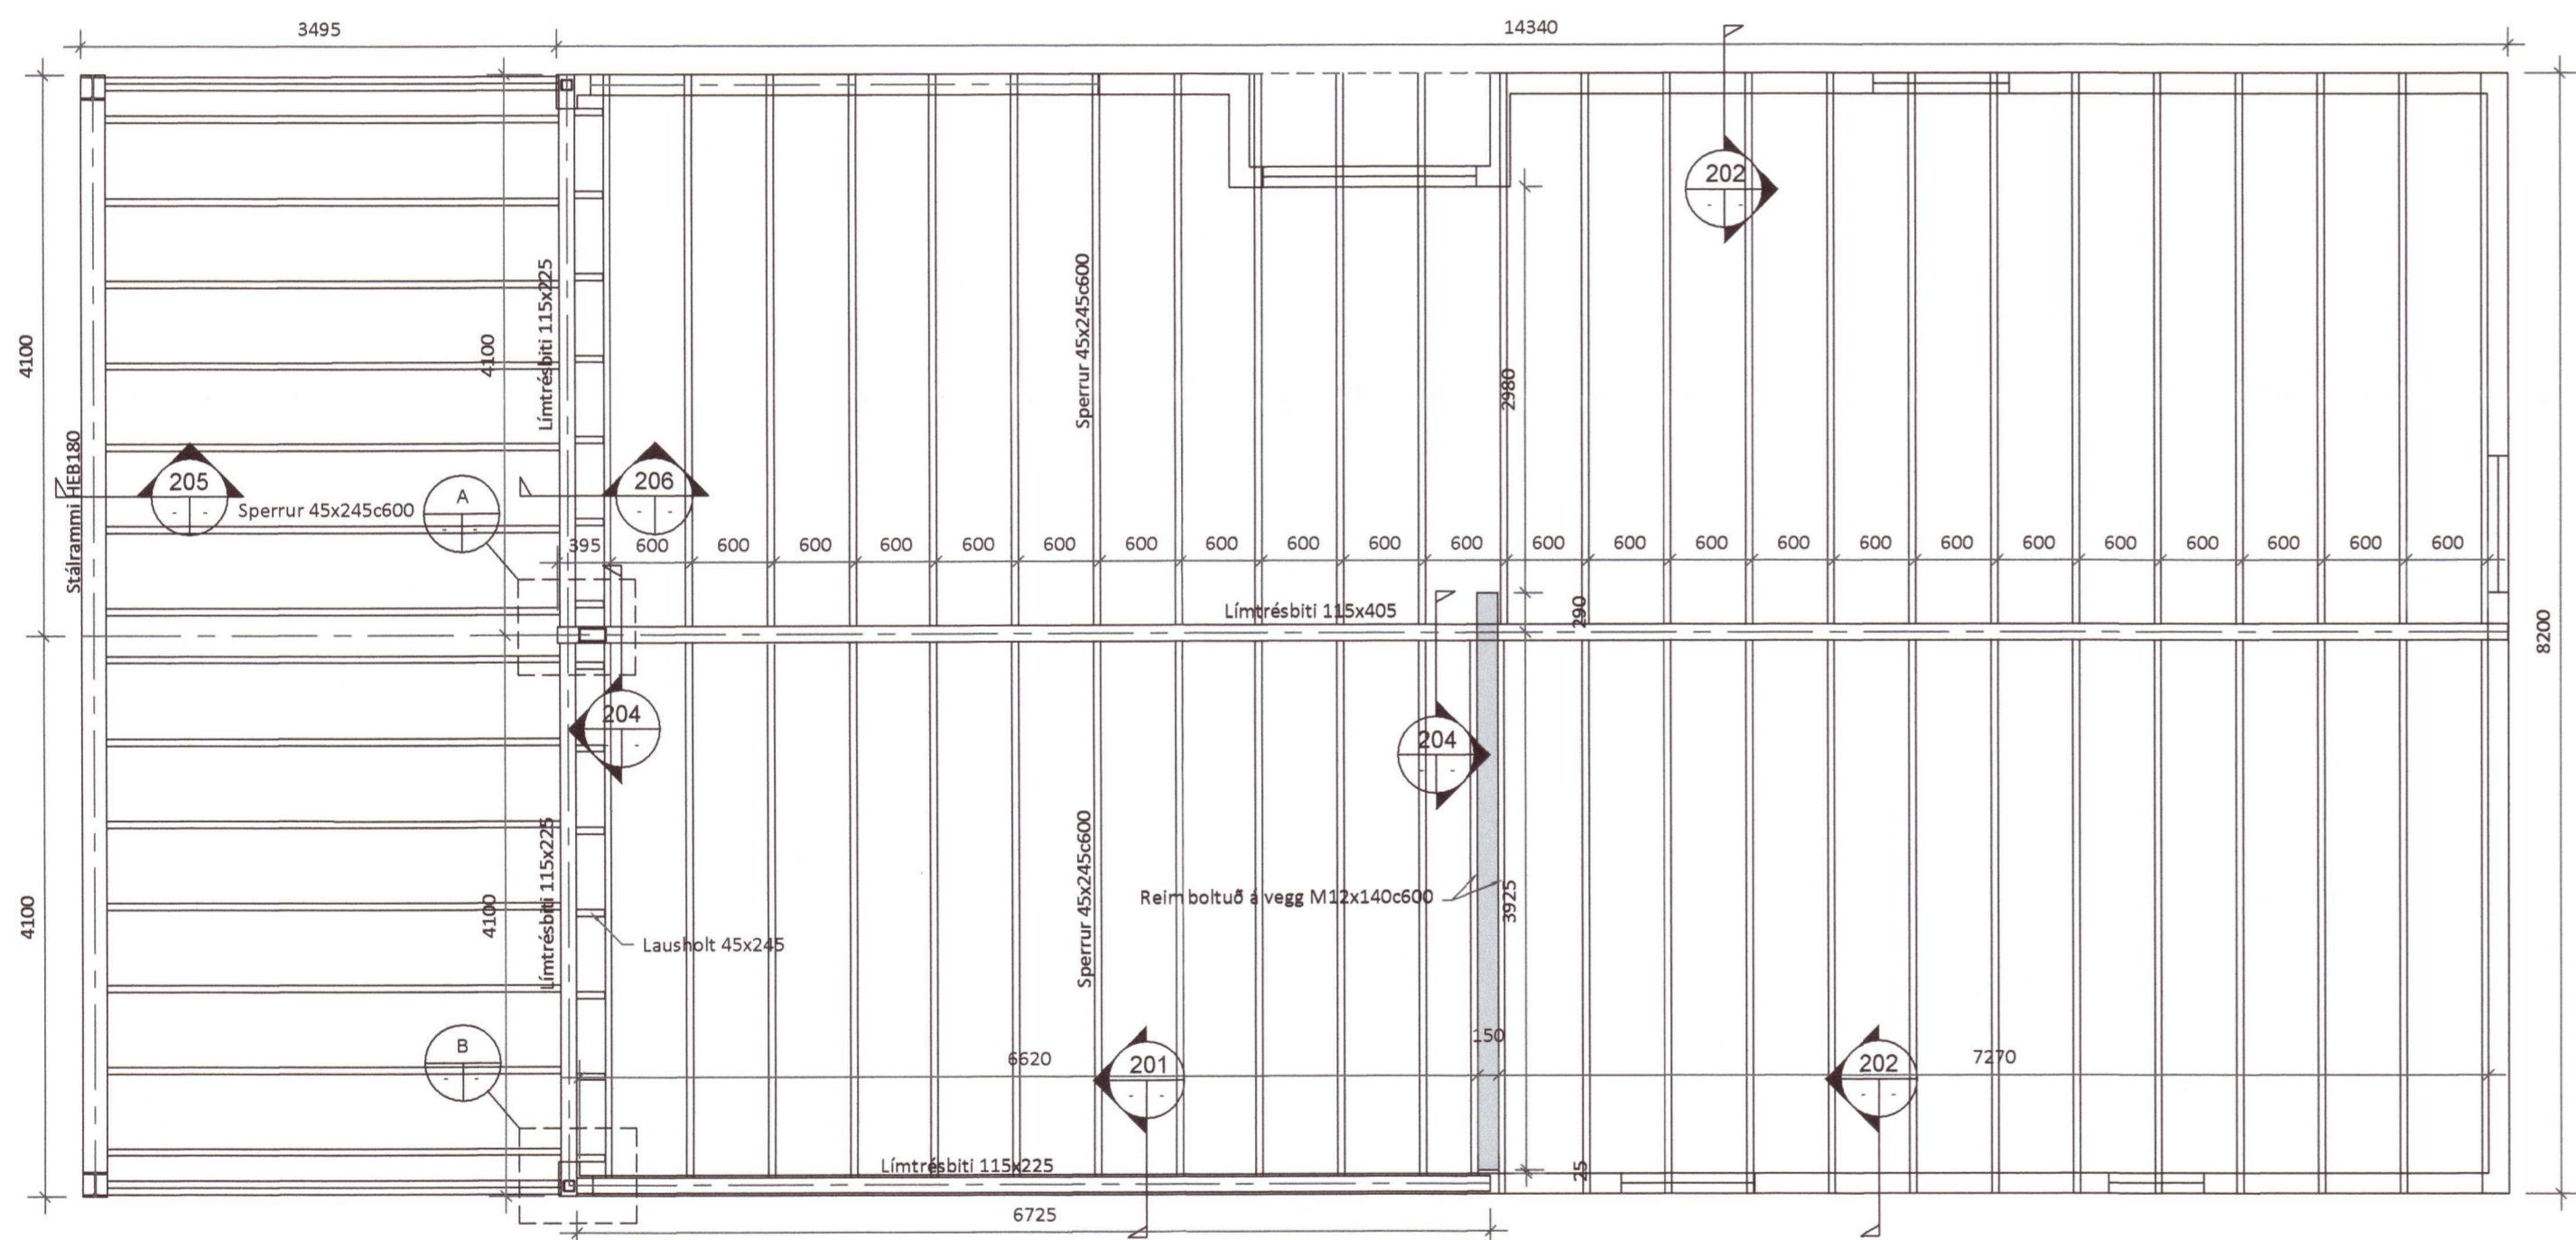 3495
14340
202
4100
4100
Límtrésbiti 115x225
Sperrur 45x245c600
2980
Stálrammi HEB180
205
Sperrur 45x245c600
A
206
395 600 600 600 600 600 600 600 600 600 600 600 600 600 600 600 600 600 600 600 600 600 600 600
Límtrésbiti 115x405
290
8200
204
204
4100
4100
Límtrésbiti 115x225
Sperrur 45x245c600
Reim boltuð á vegg M12x140c600
3925
Lausholt 45x245
B
6620
201
150
202
7270
Límtrésbiti 115x225
25
6725